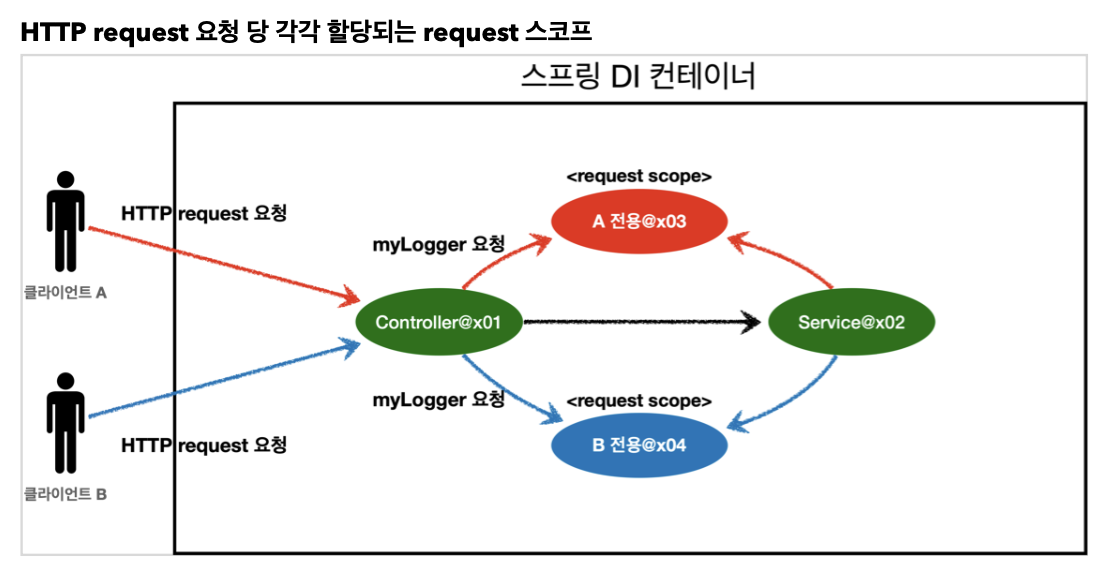 HTTP request 요청 당 각각 할당되는 request 스코프
스프링 DI 컨테이너
<request scope>
HTTP request 요청
A 전용@x03
myLogger 요청
클라이언트 A
Controller@x01
Service@x02
myLogger 요청
<request scope>
HTTP request 요청
B 전용@x04
클라이언트 B